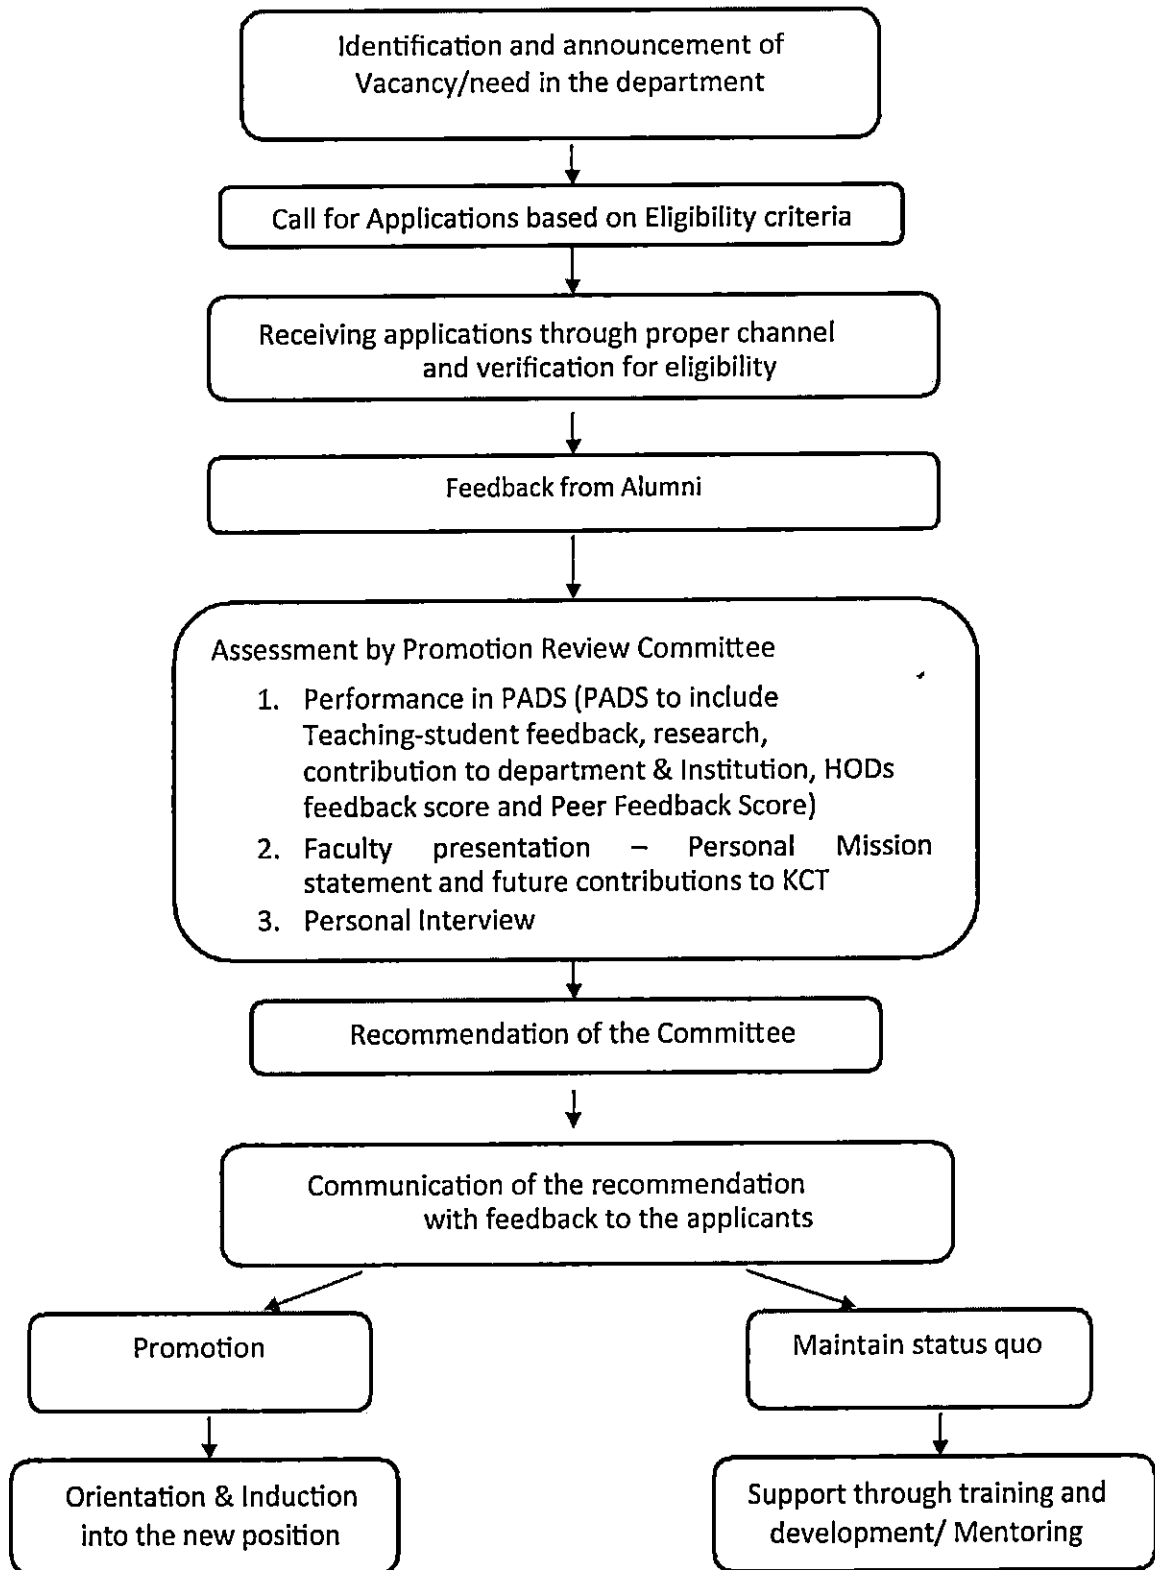 Identification and announcement of
Vacancy/need in the department
Call for Applications based on Eligibility criteria
Receiving applications through proper channel
and verification for eligibility
Feedback from Alumni
Assessment by Promotion Review Committee
1. Performance in PADS (PADS to include
Teaching-student feedback, research,
contribution to department & Institution, HODs
feedback score and Peer Feedback Score)
2. Faculty presentation – Personal Mission
statement and future contributions to KCT
3. Personal Interview
Recommendation of the Committee
Communication of the recommendation
with feedback to the applicants
Promotion
Maintain status quo
Orientation & Induction
into the new position
Support through training and
development/ Mentoring